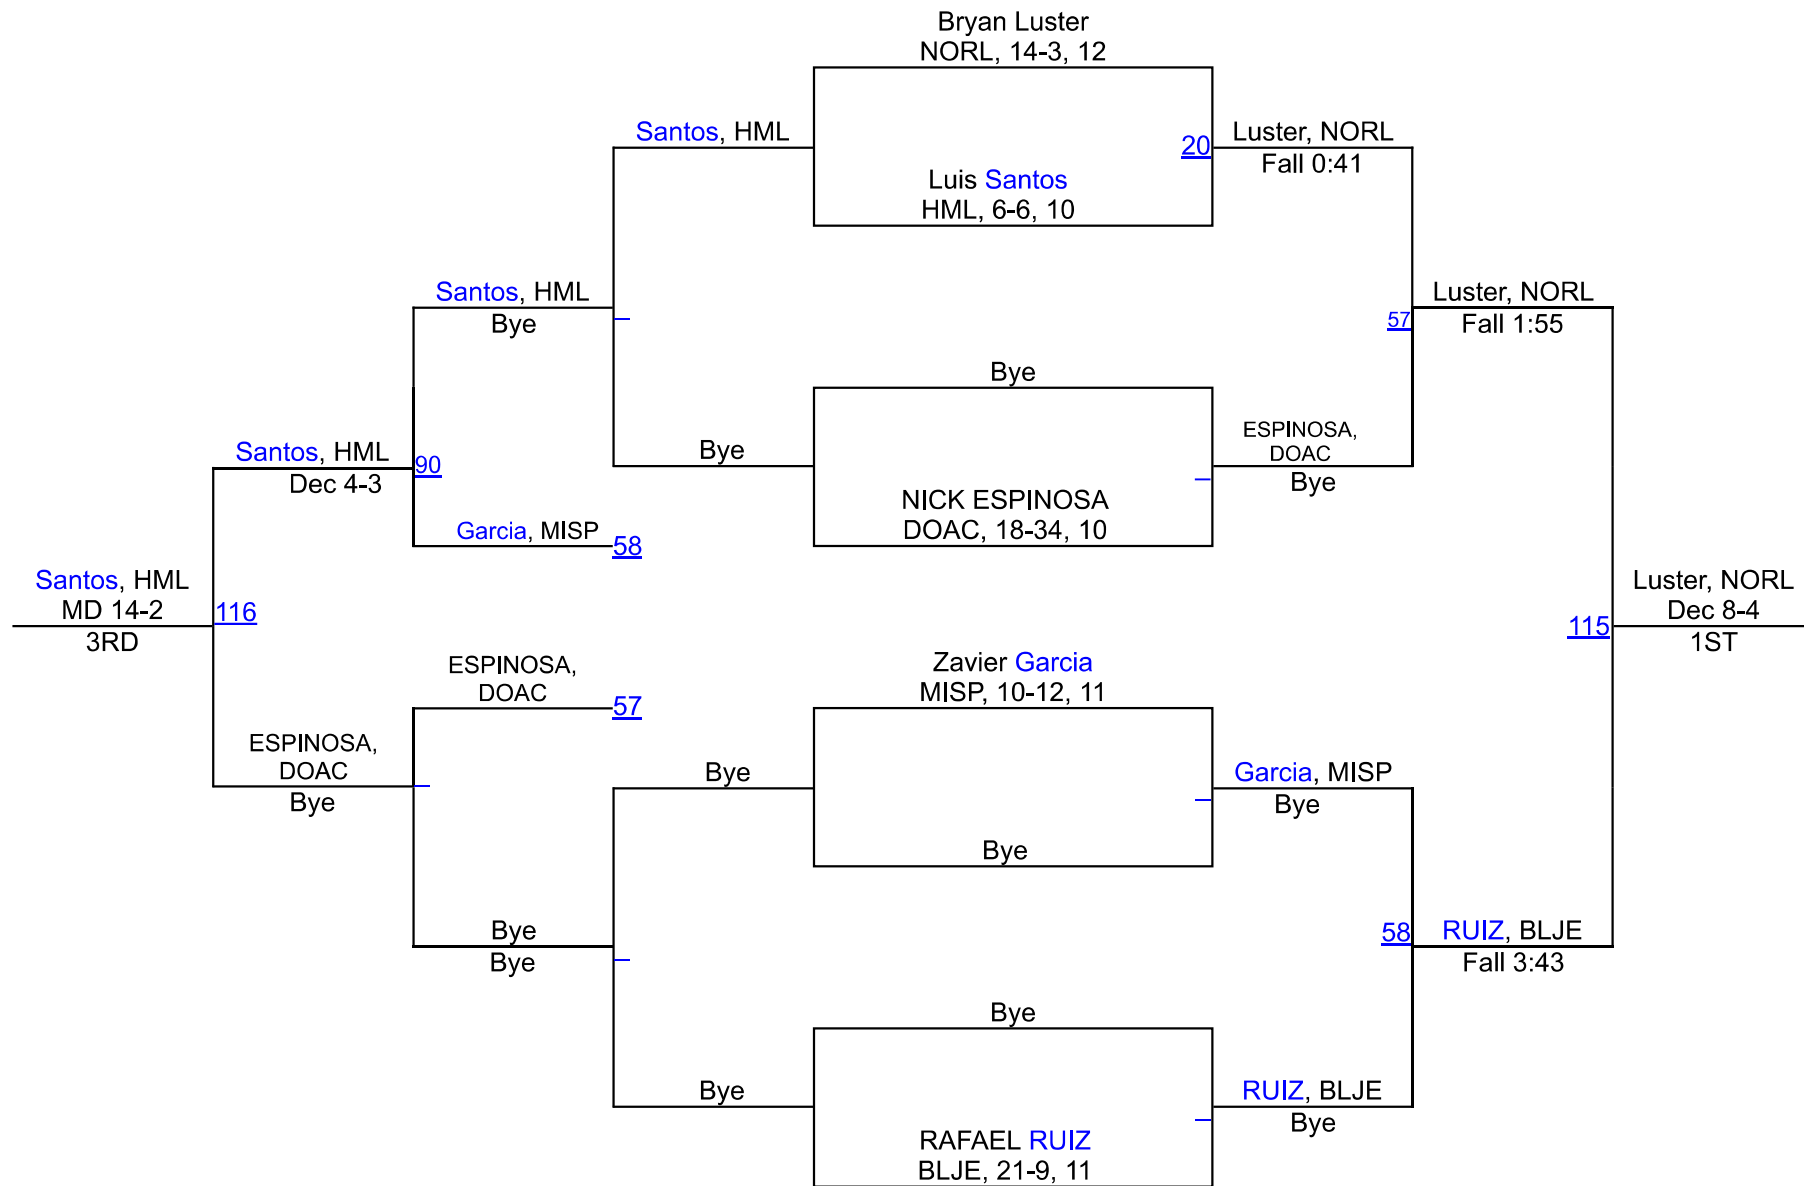 Bryan Luster
NORL, 14-3, 12
Santos, HML
20
Luster, NORL
Fall 0:41
Luis Santos
HML, 6-6, 10
Santos, HML
Bye
57
Luster, NORL
Fall 1:55
Bye
Santos, HML
Dec 4-3
90
Bye
ESPINOSA,
DOAC
Bye
NICK ESPINOSA
DOAC, 18-34, 10
Garcia, MISP
58
Santos, HML
MD 14-2
3RD
116
115
Luster, NORL
Dec 8-4
1ST
ESPINOSA,
DOAC
57
Zavier Garcia
MISP, 10-12, 11
ESPINOSA,
DOAC
Bye
Bye
Garcia, MISP
Bye
Bye
Bye
Bye
58
RUIZ, BLJE
Fall 3:43
Bye
Bye
RUIZ, BLJE
Bye
RAFAEL RUIZ
BLJE, 21-9, 11